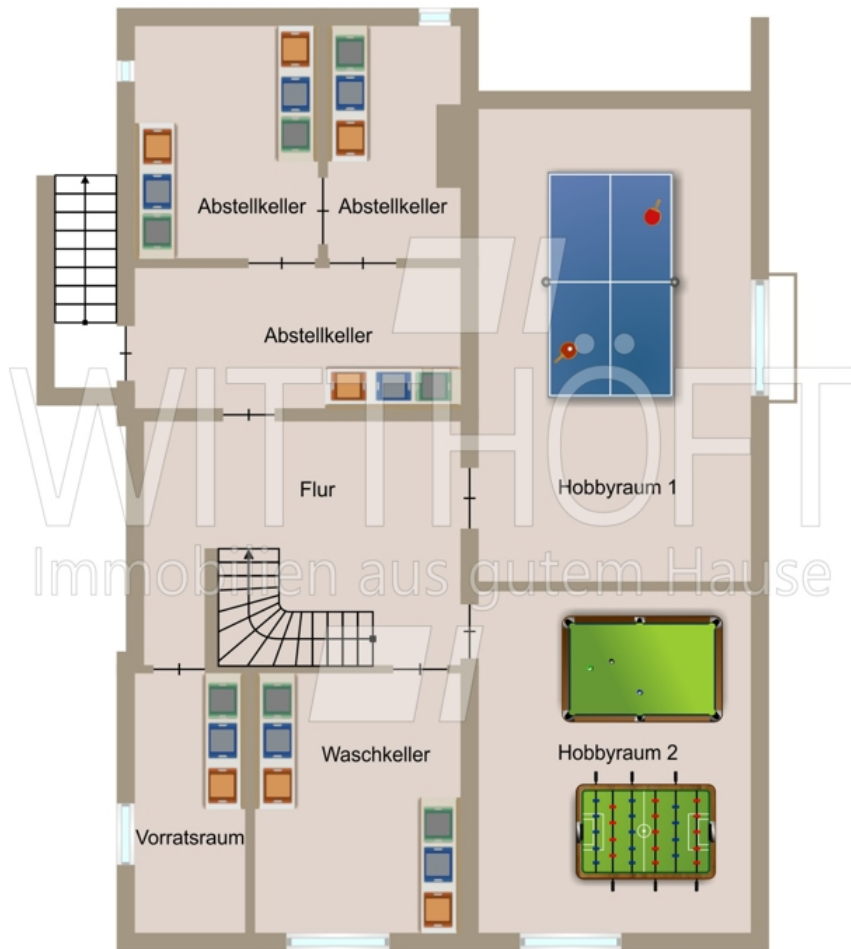 Abstellkeller
Abstellkeller
Abstellkeller
WITTHÖFT
Flur
Hobbyraum 1
Immobilien aus gutem Hause
Waschkeller
Hobbyraum 2
Vorratsraum